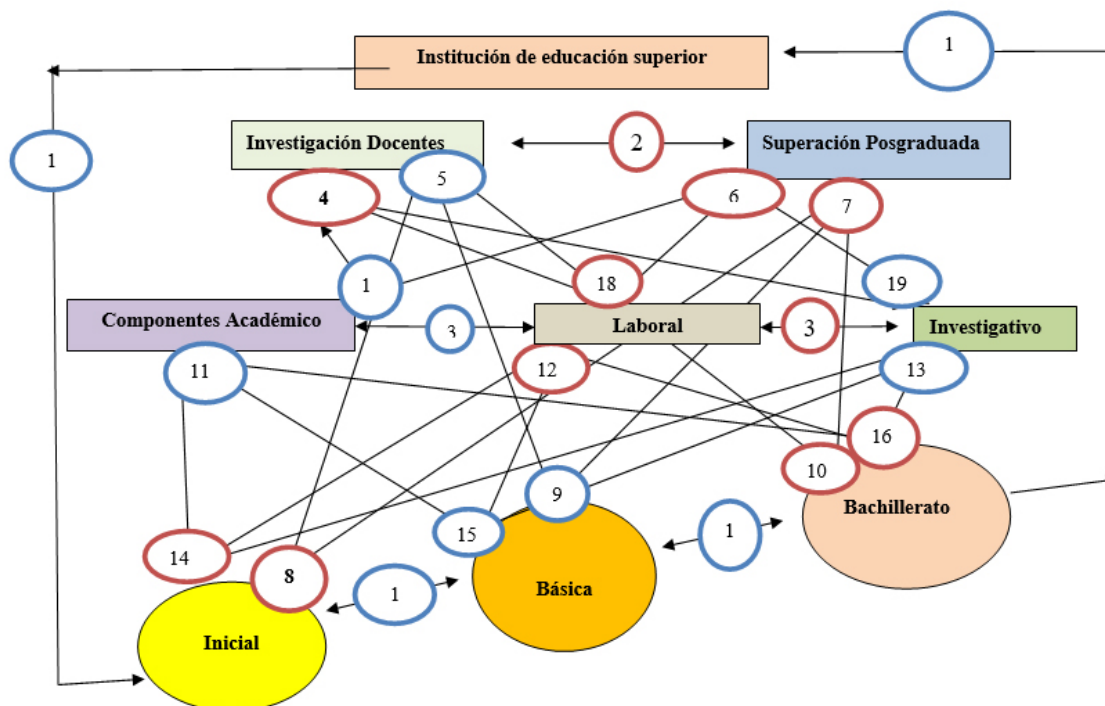 1
Institución de educación superior
1
Investigación Docentes
2
Superación Posgraduada
4
5
6
7
1
18
19
Componentes Académico
3
Laboral
3
Investigativo
11
12
13
16
10
Bachillerato
9
15
14
8
1
1
Básica
Inicial